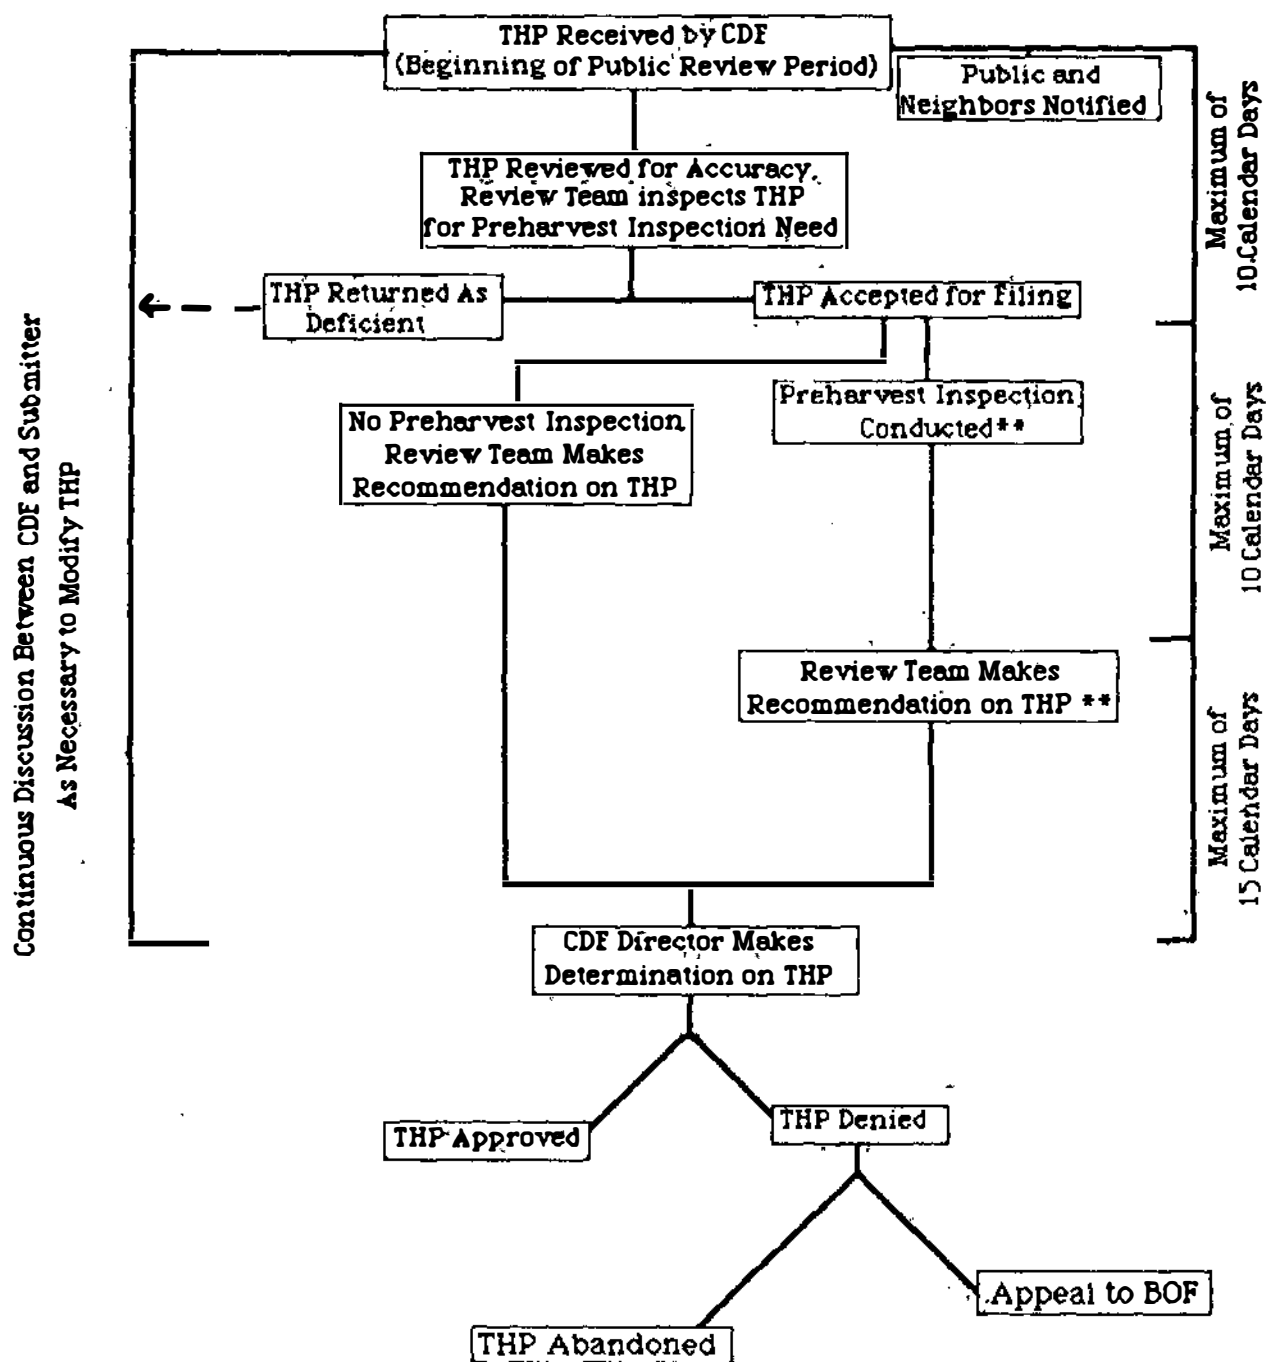 THP Received by CDF
(Beginning of Public Review Period)
Public and
Neighbors Notified
Maximum of
10 Calendar Days
THP Reviewed for Accuracy.
Review Team inspects THP
for Preharvest Inspection Need
THP Returned As
Deficient
THP Accepted for Filing
Continuous Discussion Between CDF and Submitter
As Necessary to Modify THP
No Preharvest Inspection
Review Team Makes
Recommendation on THP
Preharvest Inspection
Conducted**
Maximum of
10 Calendar Days
Review Team Makes
Recommendation on THP **
Maximum of
15 Calendar Days
CDF Director Makes
Determination on THP
THP Approved
THP Denied
Appeal to BOF
THP Abandoned